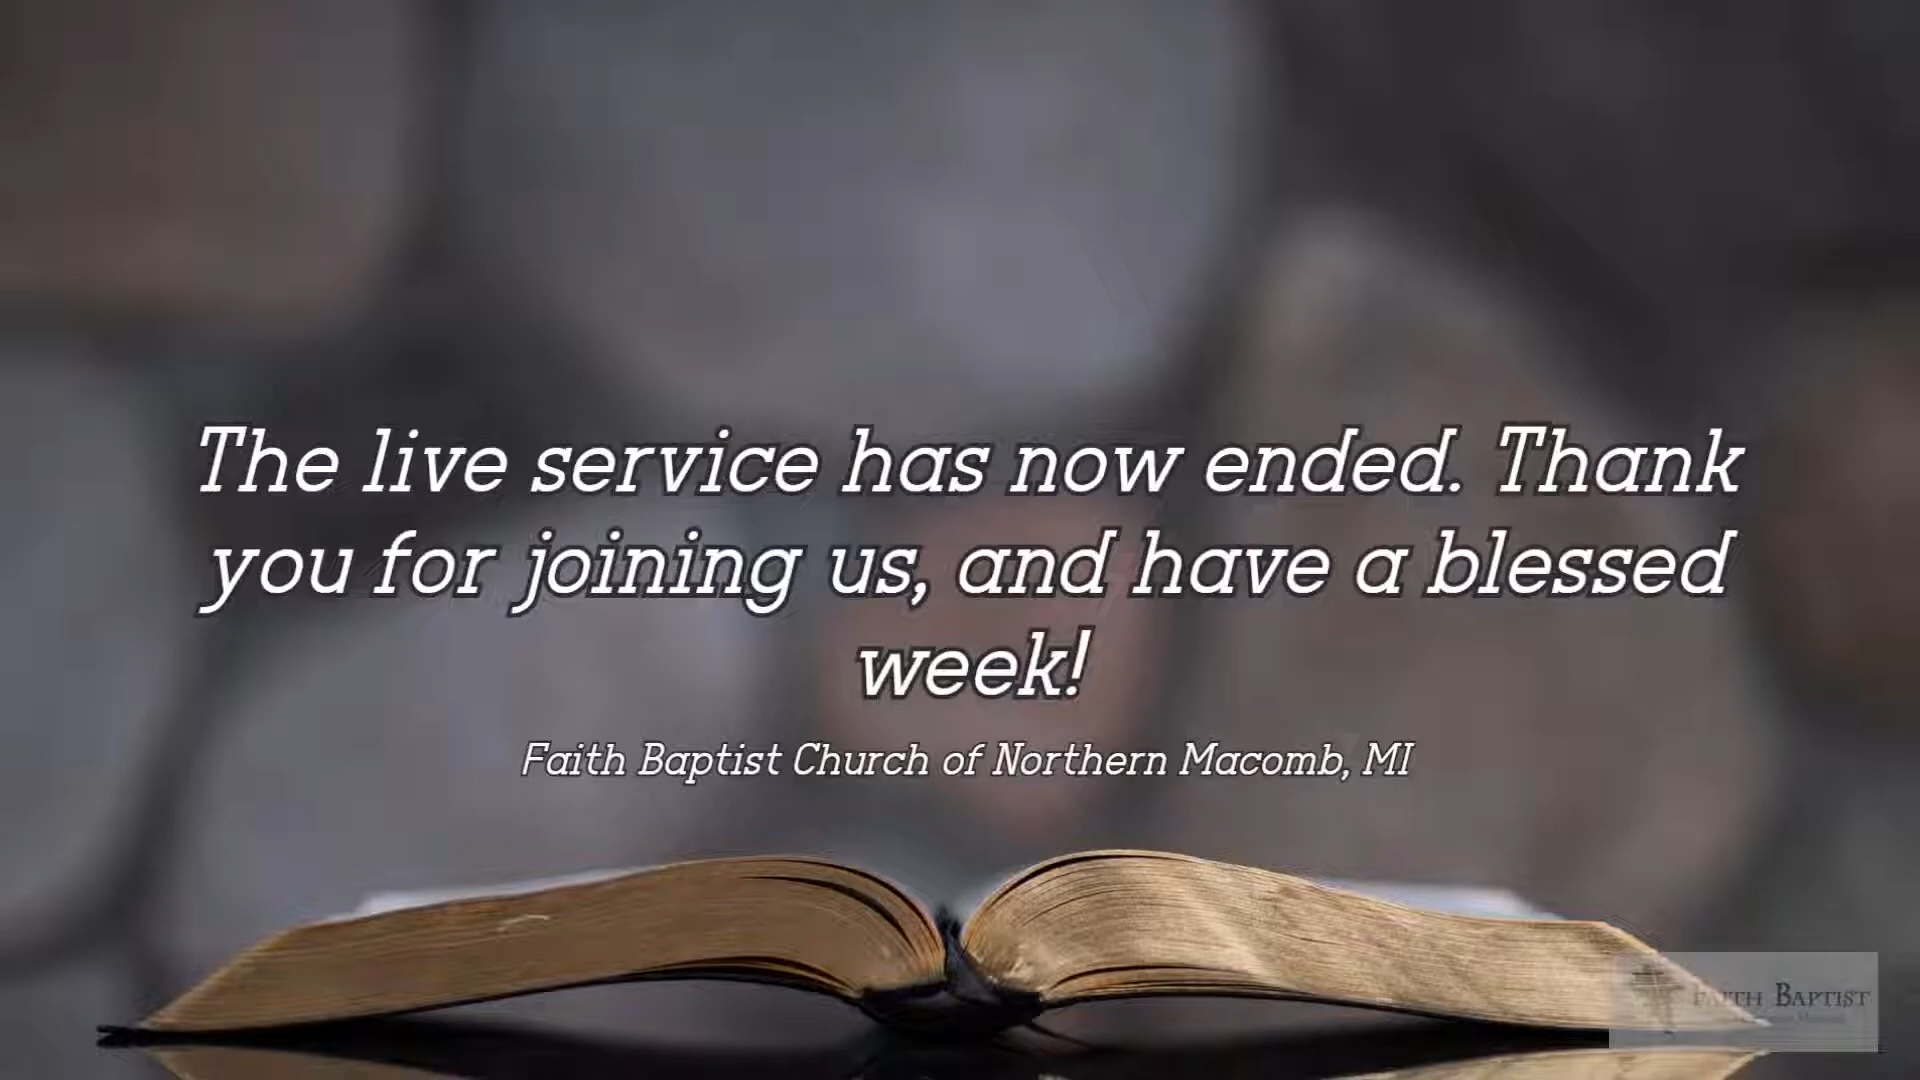 The live service has now ended. Thank
you for joining us, and have a blessed
week!
Faith Baptist Church of Northern Macomb, MI
FAITH BAPTIST